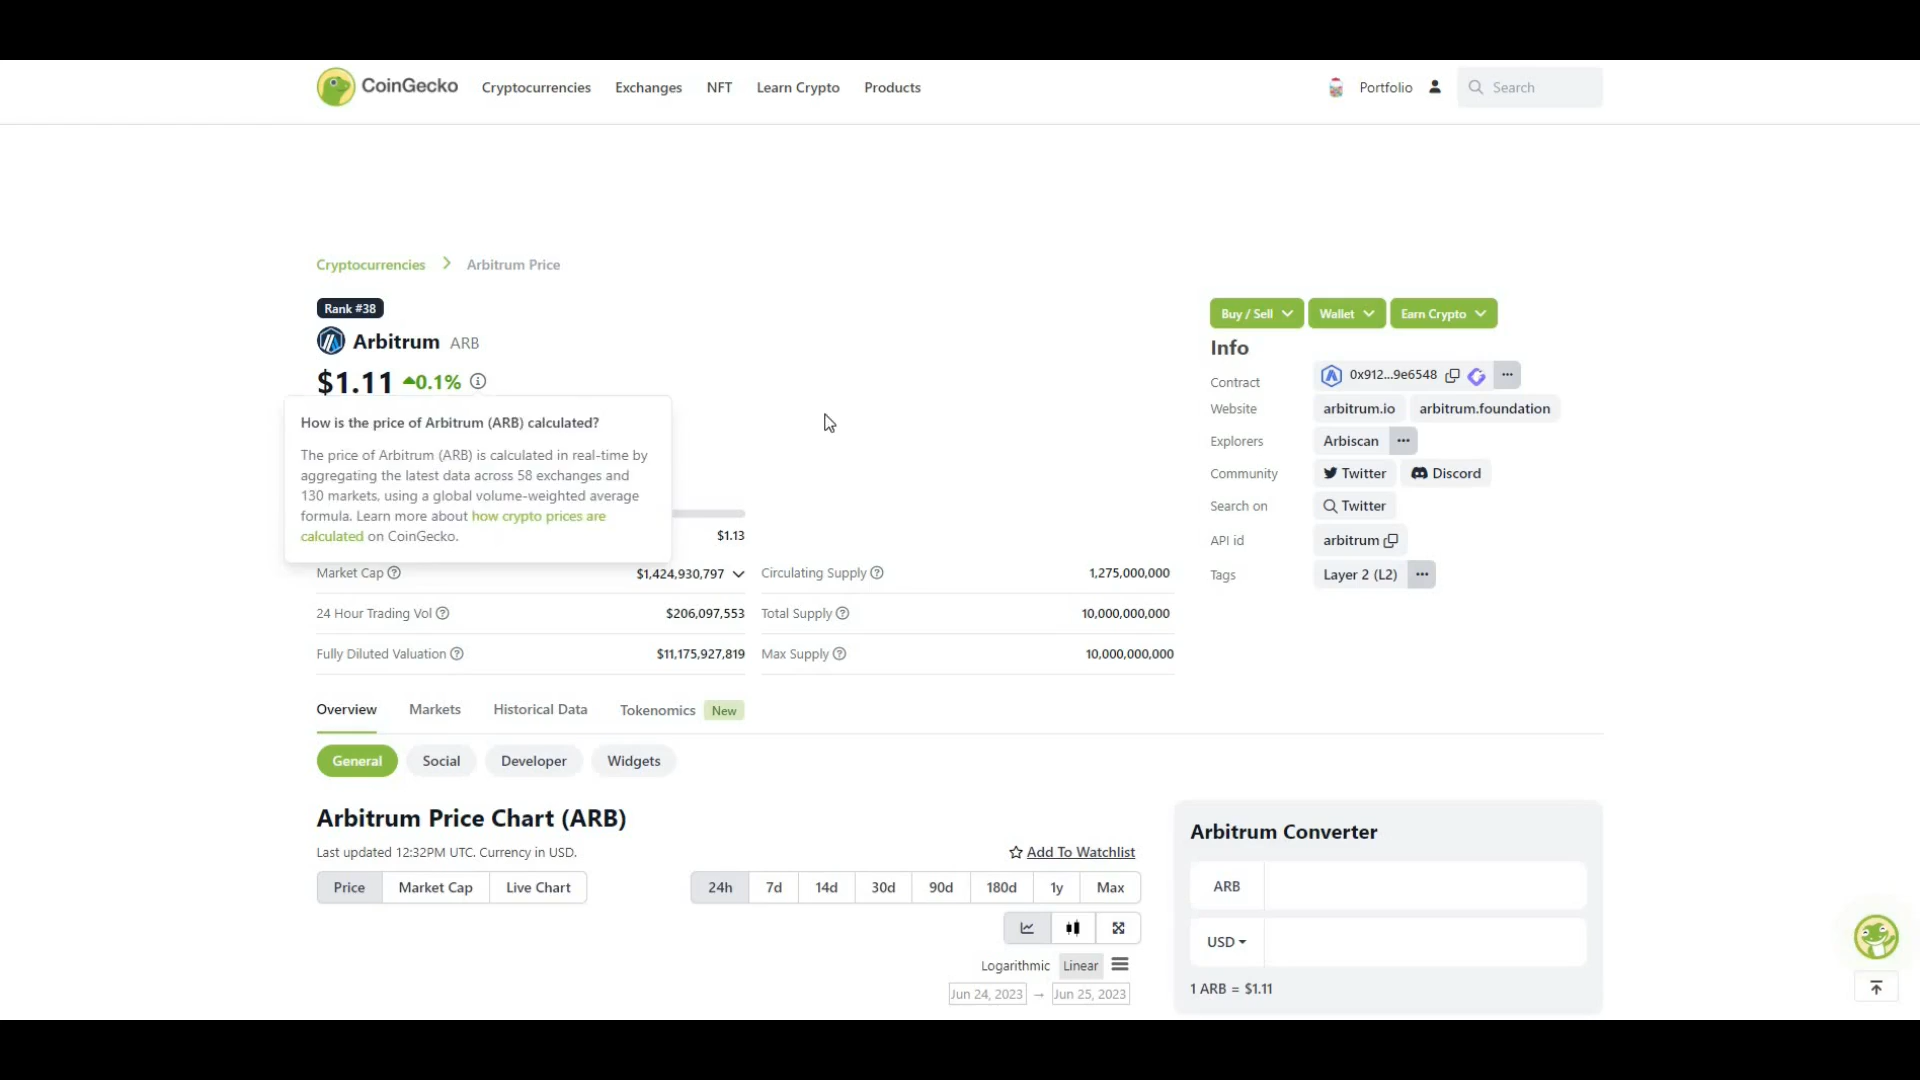 CoinGecko Cryptocurrencies Exchanges NFT Learn Crypto Products Portfolio Search
Cryptocurrencies > Arbitrum Price
Rank #38
Arbitrum ARB
$1.11 0.1%
How is the price of Arbitrum (ARB) calculated?
The price of Arbitrum (ARB) is calculated in real-time by
aggregating the latest data across 58 exchanges and
130 markets, using a global volume-weighted average
formula. Learn more about how crypto prices are
calculated on CoinGecko.
$1.13
Market Cap $1,424,930,797
24 Hour Trading Vol $206,097,553
Fully Diluted Valuation $11,175,927,819
Circulating Supply 1,275,000,000
Total Supply 10,000,000,000
Max Supply 10,000,000,000
Buy / Sell Wallet Earn Crypto
Info
Contract 0x912...9e6548 ...
Website arbitrum.io arbitrum.foundation
Explorers Arbiscan ...
Community Twitter Discord
Search on Twitter
API id arbitrum
Tags Layer 2 (L2) ...
Overview Markets Historical Data Tokenomics New
General Social Developer Widgets
Arbitrum Price Chart (ARB)
Last updated 12:32PM UTC. Currency in USD.
Add To Watchlist
Price Market Cap Live Chart
24h 7d 14d 30d 90d 180d 1y Max
Logarithmic Linear
Jun 24, 2023 → Jun 25, 2023
Arbitrum Converter
ARB
USD
1 ARB = $1.11